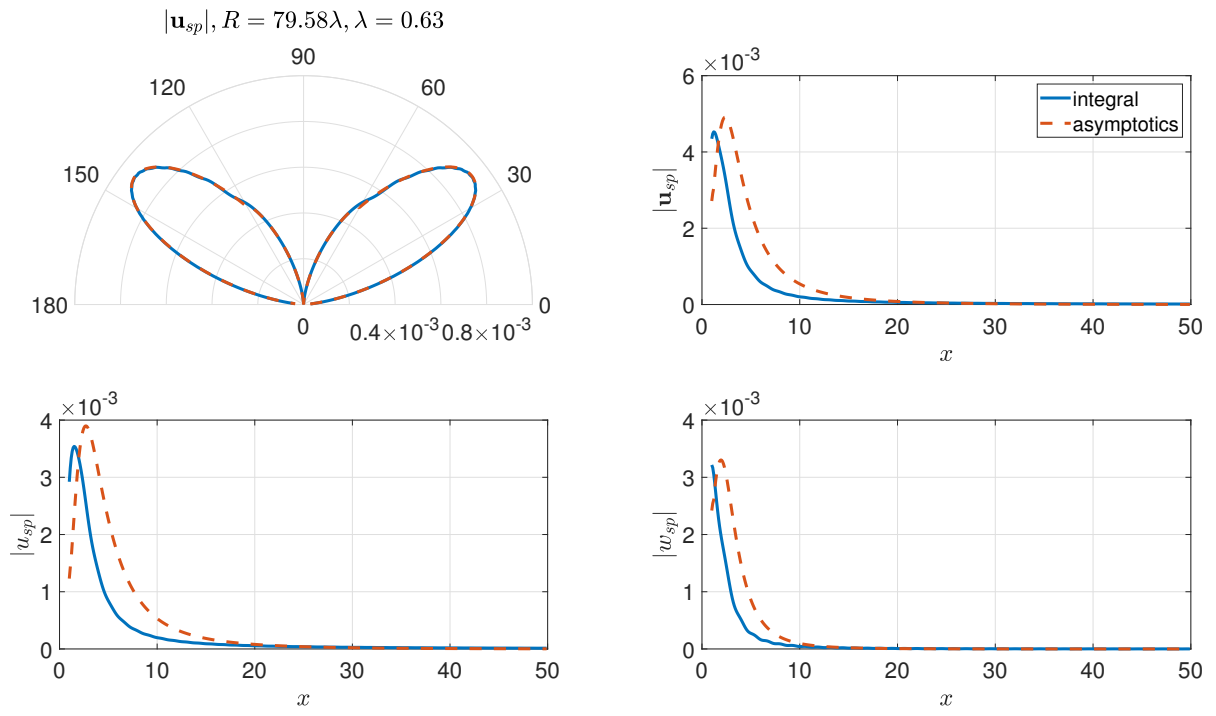 |u_sp|, R = 79.58λ, λ = 0.63
90
120 60
150 30
180 0
0 0.4×10^-3 0.8×10^-3
×10^-3
6
4
2
0
|u_sp|
integral
asymptotics
0 10 20 30 40 50
x
×10^-3
4
3
2
1
0
|u_sp|
0 10 20 30 40 50
x
×10^-3
4
3
2
1
0
|w_sp|
0 10 20 30 40 50
x